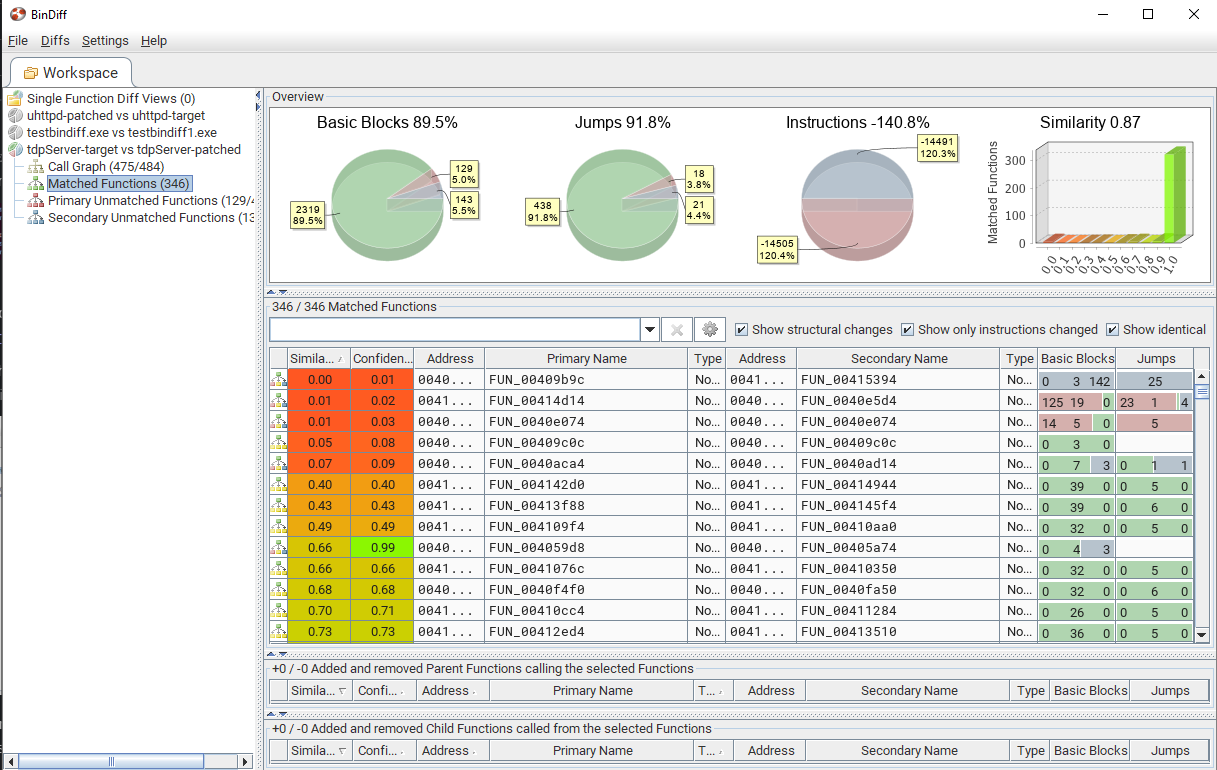 BinDiff
File Diffs Settings Help
Workspace
Single Function Diff Views (0)
uhttpd-patched vs uhttpd-target
testbindiff.exe vs testbindiff1.exe
tdpServer-target vs tdpServer-patched
Call Graph (475/484)
Matched Functions (346)
Primary Unmatched Functions (129/4
Secondary Unmatched Functions (13
Overview
Basic Blocks 89.5%
129
5.0%
143
5.5%
2319
89.5%
Jumps 91.8%
18
3.8%
21
4.4%
438
91.8%
Instructions -140.8%
-14491
120.3%
-14505
120.4%
Similarity 0.87
Matched Functions
300
200
100
0
0.0 0.1 0.2 0.3 0.4 0.5 0.6 0.7 0.8 0.9 1.0
346 / 346 Matched Functions
Show structural changes Show only instructions changed Show identical
Simila... Confiden... Address Primary Name Type Address Secondary Name Type Basic Blocks Jumps
0.00 0.01 0040... FUN_00409b9c No... 0041... FUN_00415394 No... 0 3 142 25
0.01 0.02 0041... FUN_00414d14 No... 0040... FUN_0040e5d4 No... 125 19 0 23 1 4
0.01 0.03 0040... FUN_0040e074 No... 0040... FUN_0040e074 No... 14 5 0 5
0.05 0.08 0040... FUN_00409c0c No... 0040... FUN_00409c0c No... 0 3 0
0.07 0.09 0040... FUN_0040aca4 No... 0040... FUN_0040ad14 No... 0 7 3 0 1 1
0.40 0.40 0041... FUN_004142d0 No... 0041... FUN_00414944 No... 0 39 0 0 5 0
0.43 0.43 0041... FUN_00413f88 No... 0041... FUN_004145f4 No... 0 39 0 0 6 0
0.49 0.49 0041... FUN_004109f4 No... 0041... FUN_00410aa0 No... 0 32 0 0 5 0
0.66 0.99 0040... FUN_004059d8 No... 0040... FUN_00405a74 No... 0 4 3
0.66 0.66 0041... FUN_0041076c No... 0041... FUN_00410350 No... 0 32 0 0 5 0
0.68 0.68 0040... FUN_0040f4f0 No... 0040... FUN_0040fa50 No... 0 32 0 0 6 0
0.70 0.71 0041... FUN_00410cc4 No... 0041... FUN_00411284 No... 0 26 0 0 5 0
0.73 0.73 0041... FUN_00412ed4 No... 0041... FUN_00413510 No... 0 36 0 0 5 0
+0 / -0 Added and removed Parent Functions calling the selected Functions
Simila... Confi... Address Primary Name T... Address Secondary Name Type Basic Blocks Jumps
+0 / -0 Added and removed Child Functions called from the selected Functions
Simila... Confi... Address Primary Name T... Address Secondary Name Type Basic Blocks Jumps